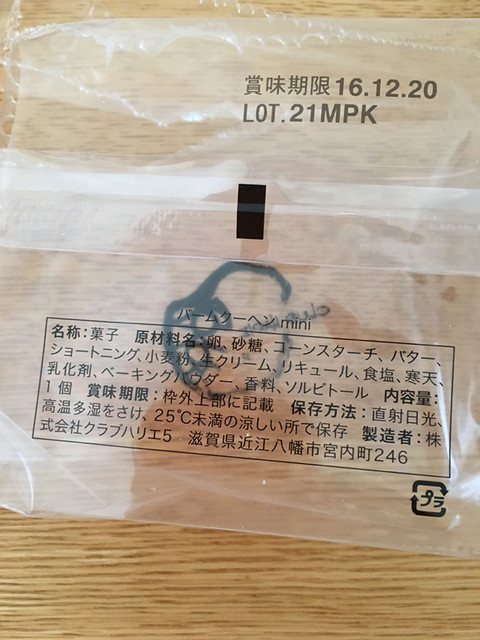 賞味期限16.12.20
LOT.21MPK
バームクーヘン mini
名称:菓子 原材料名:卵、砂糖、コーンスターチ、バター、
ショートニング、小麦粉、生クリーム、リキュール、食塩、寒天、
乳化剤、ベーキングパウダー、香料、ソルビトール 内容量:
1個 賞味期限:枠外上部に記載 保存方法:直射日光、
高温多湿をさけ、25℃未満の涼しい所で保存 製造者:株
式会社クラブハリエ5 滋賀県近江八幡市宮内町246
プラ